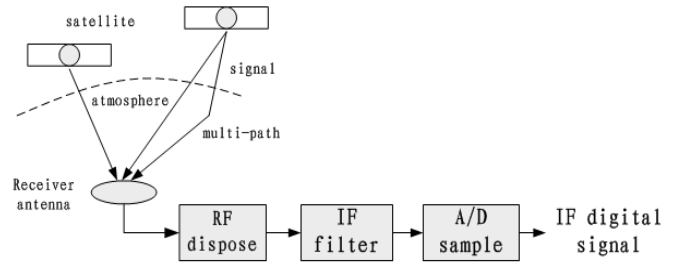 satellite
signal
atmosphere
multi-path
Receiver
antenna
RF
dispose
IF
filter
A/D
sample
IF digital
signal